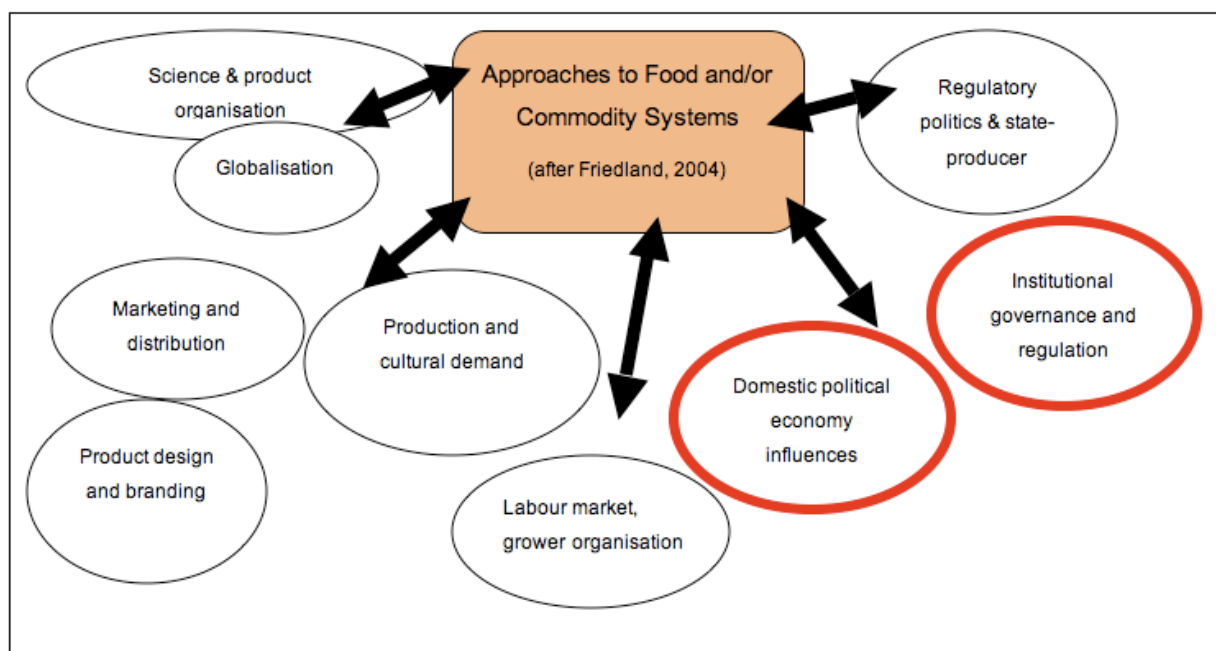 Science & product
organisation
Globalisation
Approaches to Food and/or
Commodity Systems
(after Friedland, 2004)
Regulatory
politics & state-
producer
Marketing and
distribution
Production and
cultural demand
Institutional
governance and
regulation
Domestic political
economy
influences
Product design
and branding
Labour market,
grower organisation